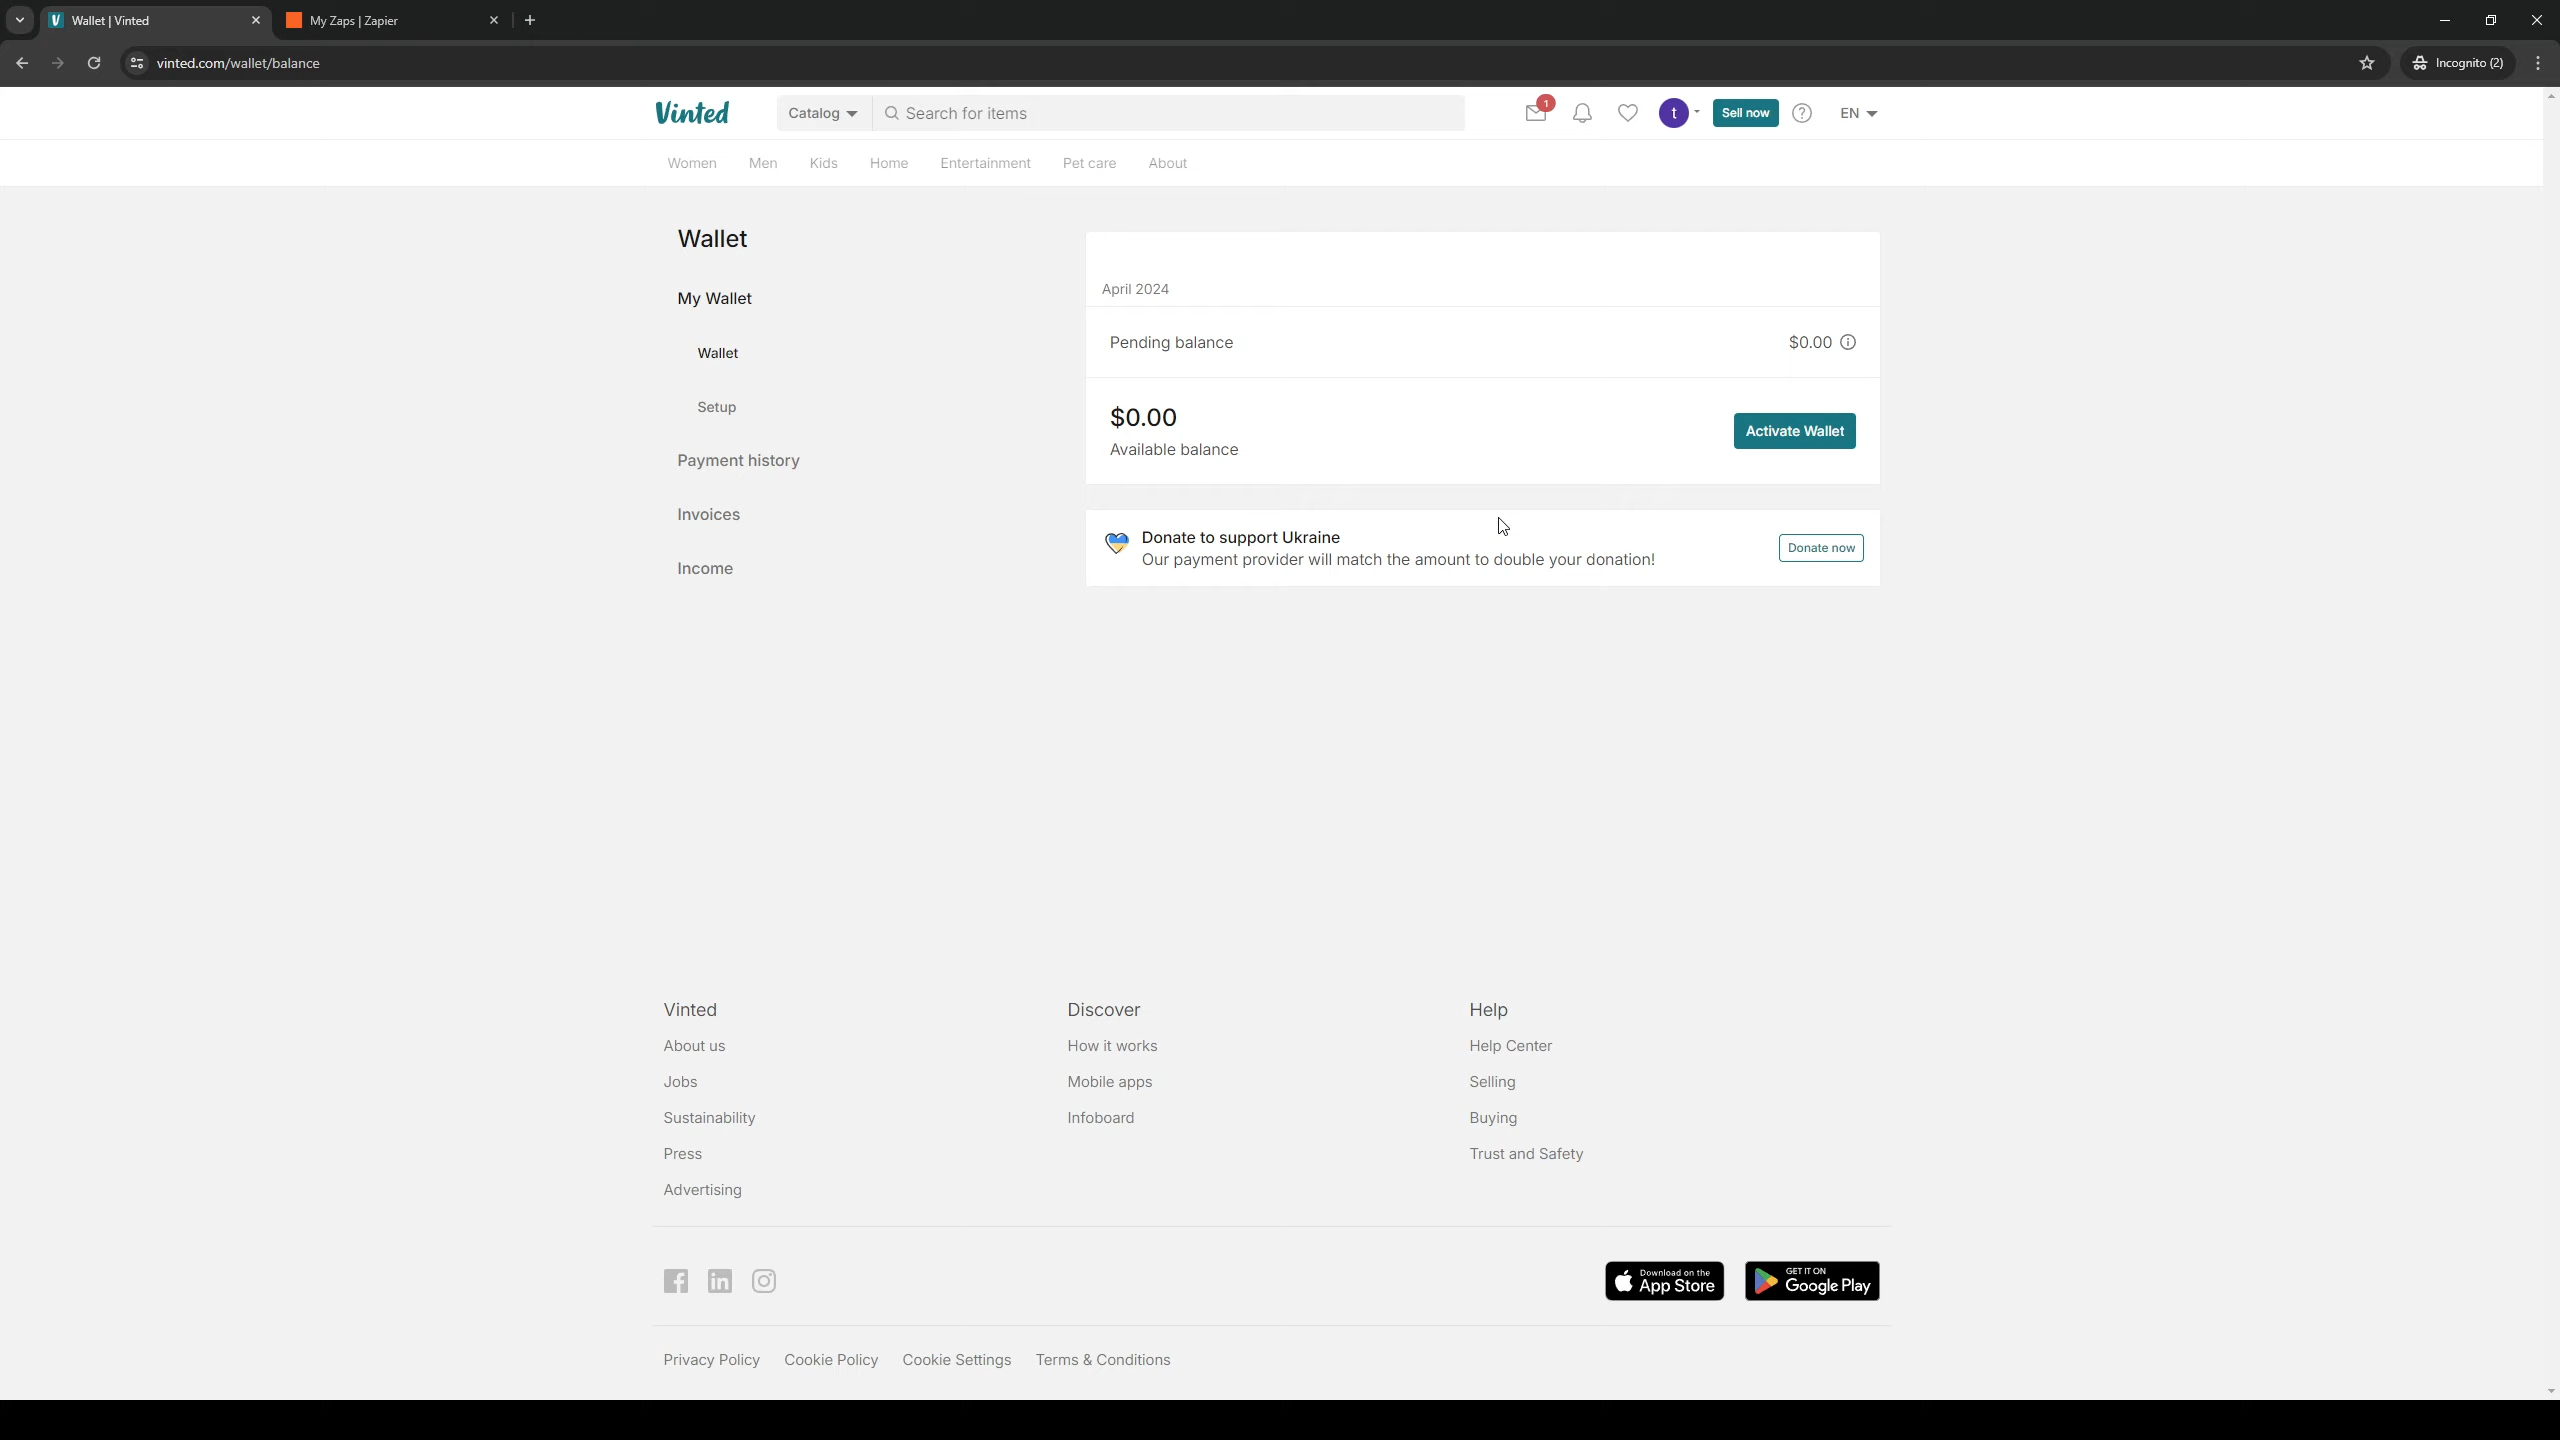 Wallet | Vinted
My Zaps | Zapier
vinted.com/wallet/balance
Incognito (2)
Vinted
Catalog
Search for items
1
t
Sell now
EN
Women
Men
Kids
Home
Entertainment
Pet care
About
Wallet
My Wallet
Wallet
Setup
Payment history
Invoices
Income
April 2024
Pending balance
$0.00
$0.00
Available balance
Activate Wallet
Donate to support Ukraine
Our payment provider will match the amount to double your donation!
Donate now
Vinted
About us
Jobs
Sustainability
Press
Advertising
Discover
How it works
Mobile apps
Infoboard
Help
Help Center
Selling
Buying
Trust and Safety
Download on the
App Store
GET IT ON
Google Play
Privacy Policy
Cookie Policy
Cookie Settings
Terms & Conditions